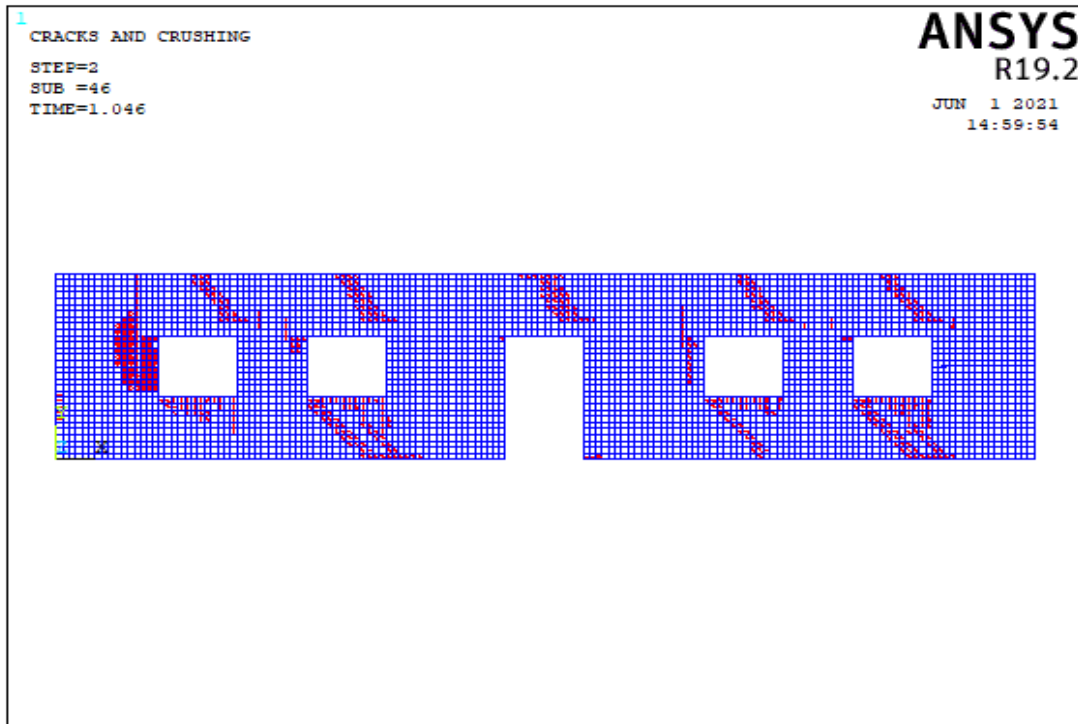 1
CRACKS AND CRUSHING
STEP=2
SUB =46
TIME=1.046
ANSYS
R19.2
JUN  1 2021
14:59:54
X